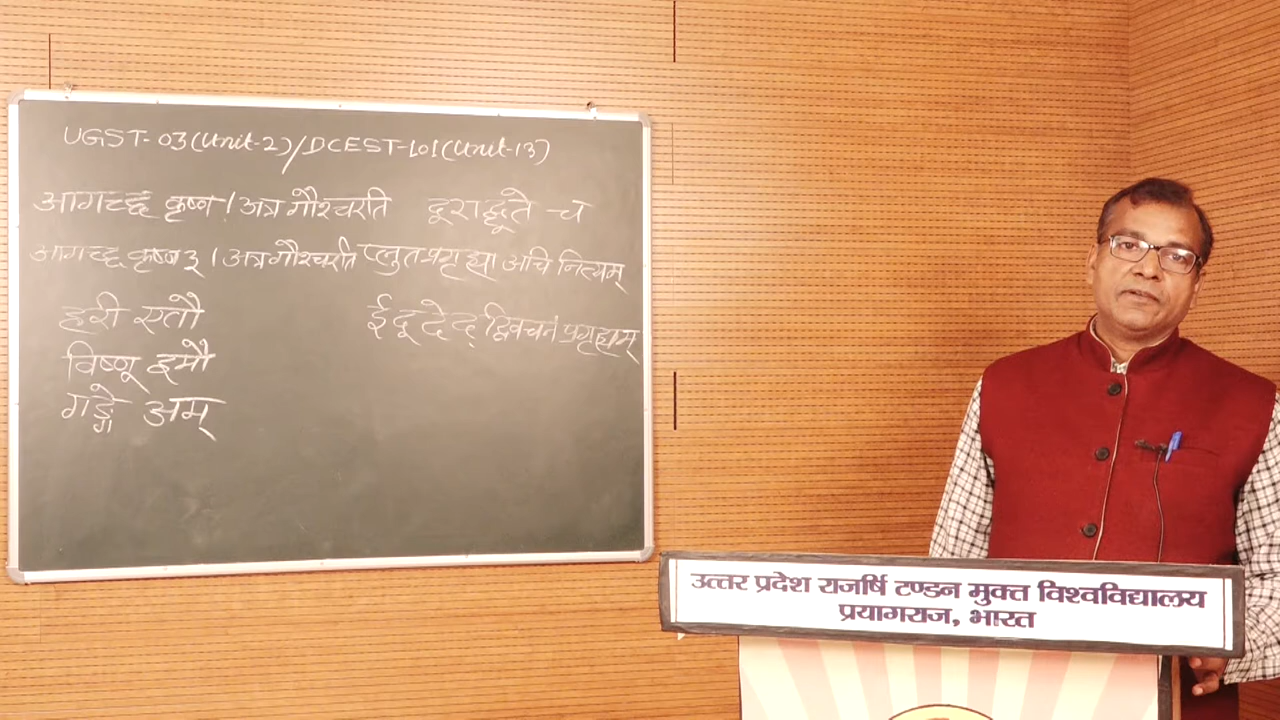 UGST-03(Unit-2)/DCEST-101(Unit-13)
आगच्छ कृष्ण!अत्र गौश्चरति दूराद्धूते च
आगच्छ कृष्ण३।अत्र गौश्चरति प्लुतप्रगृह्या अचि नित्यम्
हरी एतौ ईदूदेद् द्विवचनं प्रगृह्यम्
विष्णू इमौ
गङ्गे अम्
उत्तर प्रदेश राजर्षि टण्डन मुक्त विश्वविद्यालय
प्रयागराज, भारत